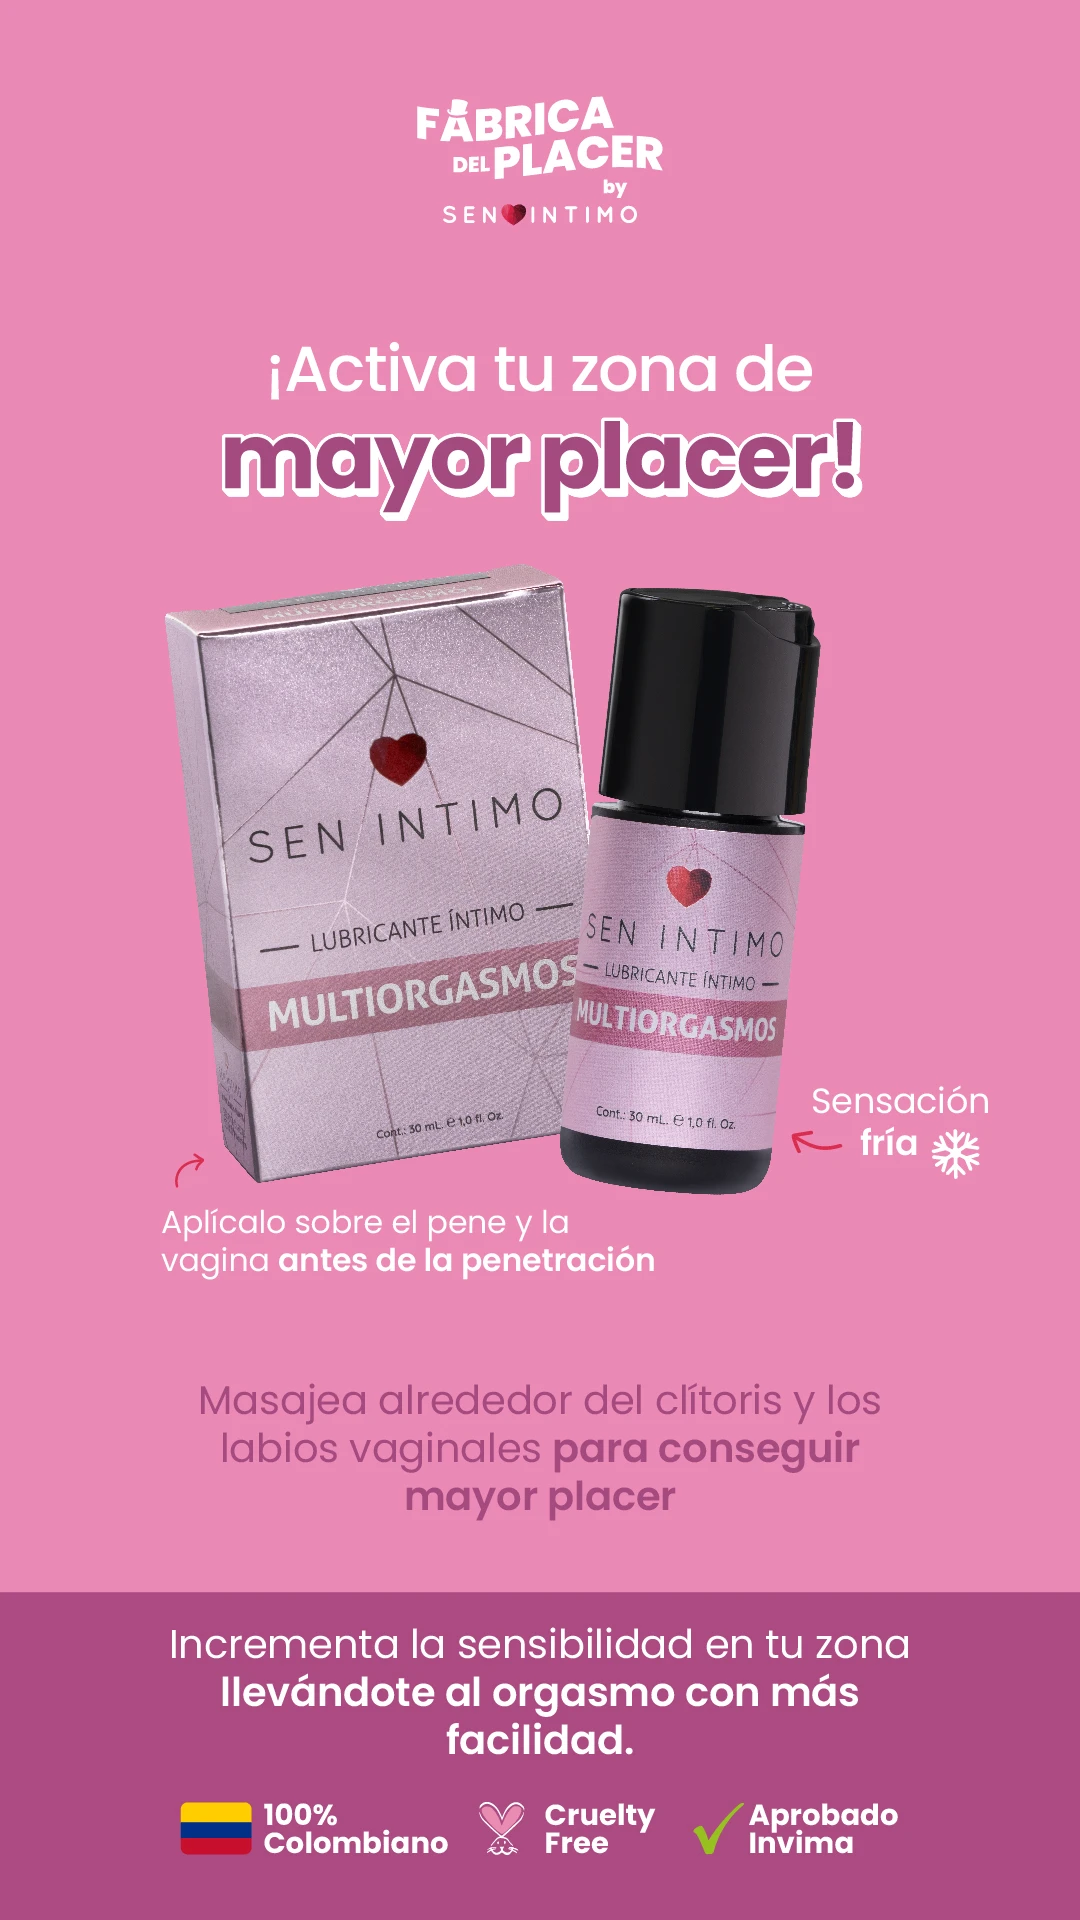 FÁBRICA
DEL PLACER
by
SEN INTIMO
¡Activa tu zona de
mayor placer!
MULTIORGASMOS
SEN INTIMO
LUBRICANTE ÍNTIMO
MULTIORGASMOS
Cont.: 30 mL. ℮ 1,0 fl. Oz.
SEN INTIMO
LUBRICANTE ÍNTIMO
MULTIORGASMOS
Cont.: 30 mL. ℮ 1,0 fl. Oz.
Sensación
fría
Aplícalo sobre el pene y la
vagina antes de la penetración
Masajea alrededor del clítoris y los
labios vaginales para conseguir
mayor placer
Incrementa la sensibilidad en tu zona
llevándote al orgasmo con más
facilidad.
100%
Colombiano
Cruelty
Free
Aprobado
Invima